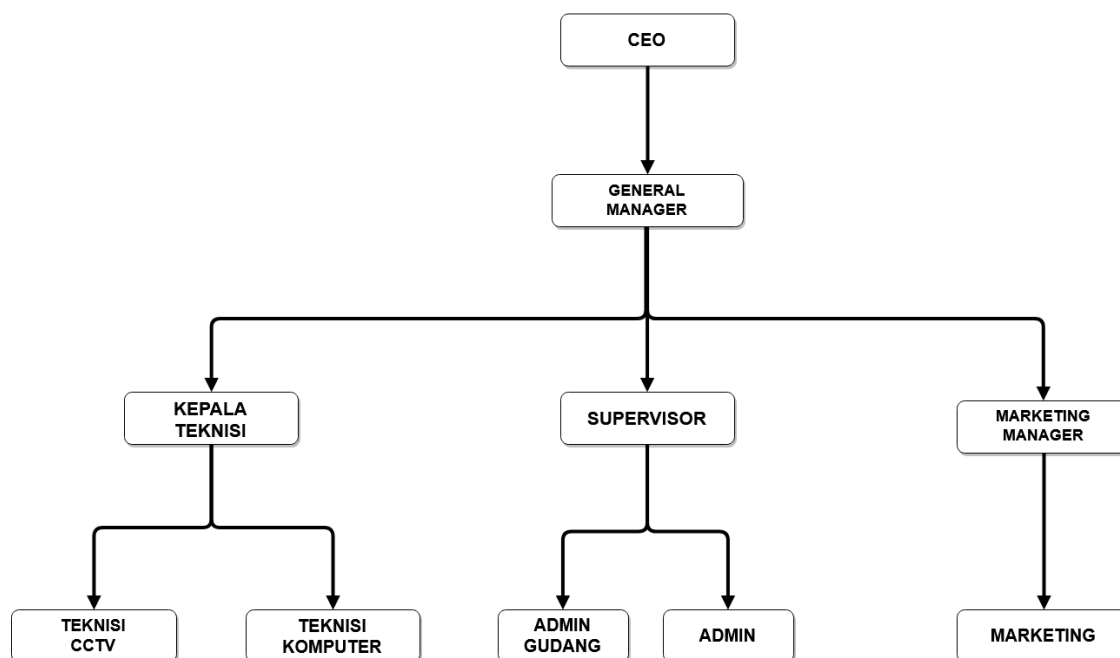 CEO
GENERAL
MANAGER
KEPALA
TEKNISI
SUPERVISOR
MARKETING
MANAGER
TEKNISI
CCTV
TEKNISI
KOMPUTER
ADMIN
GUDANG
ADMIN
MARKETING